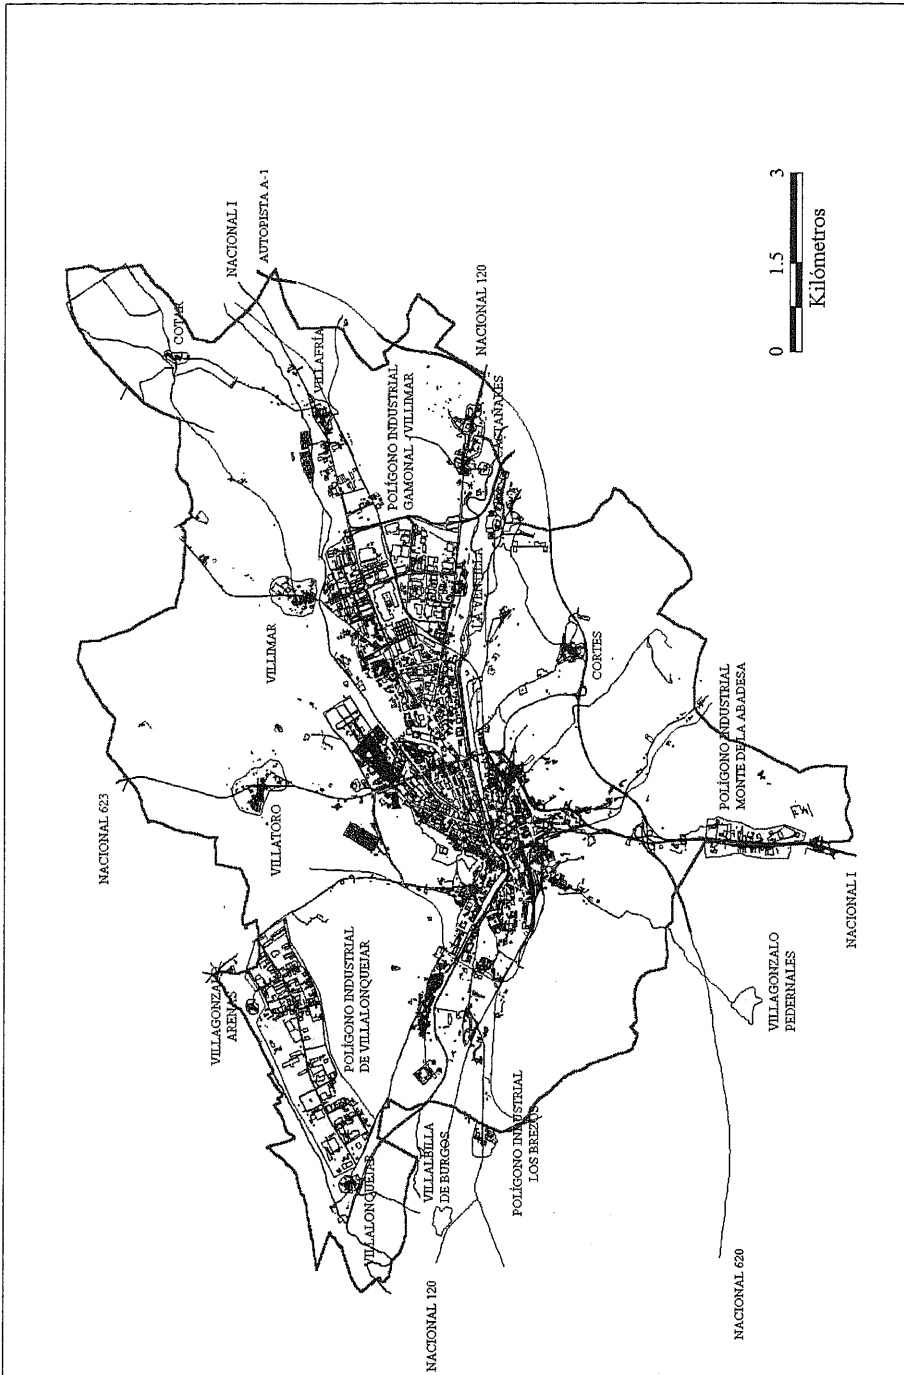 NACIONAL 623
COTAR
VILLAGONZALO
ARENAS
NACIONAL I
AUTOPISTA A-1
VILLIMAR
VILLATORO
VILLAFRÍA
POLÍGONO INDUSTRIAL
DE VILLALONQUEJAR
VILLALONQUEJAR
POLÍGONO INDUSTRIAL
GAMONAL - VILLIMAR
VILLALBILLA
DE BURGOS
NACIONAL 120
LA VENTILLA
NACIONAL 120
CASTAÑARES
POLÍGONO INDUSTRIAL
LOS BREZOS
CORTES
POLÍGONO INDUSTRIAL
MONTE DE LA ABADESA
NACIONAL 620
VILLAGONZALO
PEDERNALES
0 1.5 3
Kilómetros
NACIONAL I